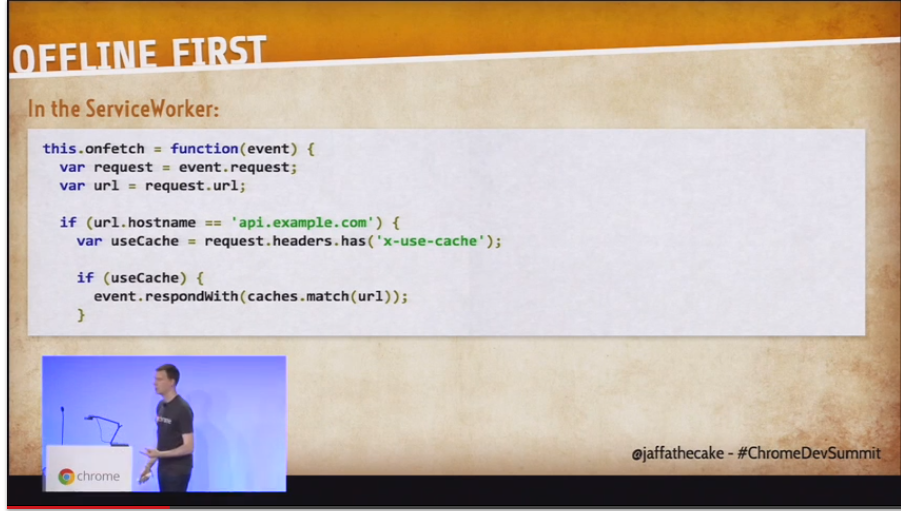 OFFLINE FIRST
In the ServiceWorker:
this.onfetch = function(event) {
  var request = event.request;
  var url = request.url;

  if (url.hostname == 'api.example.com') {
    var useCache = request.headers.has('x-use-cache');

    if (useCache) {
      event.respondWith(caches.match(url));
    }
chrome
@jaffathecake - #ChromeDevSummit